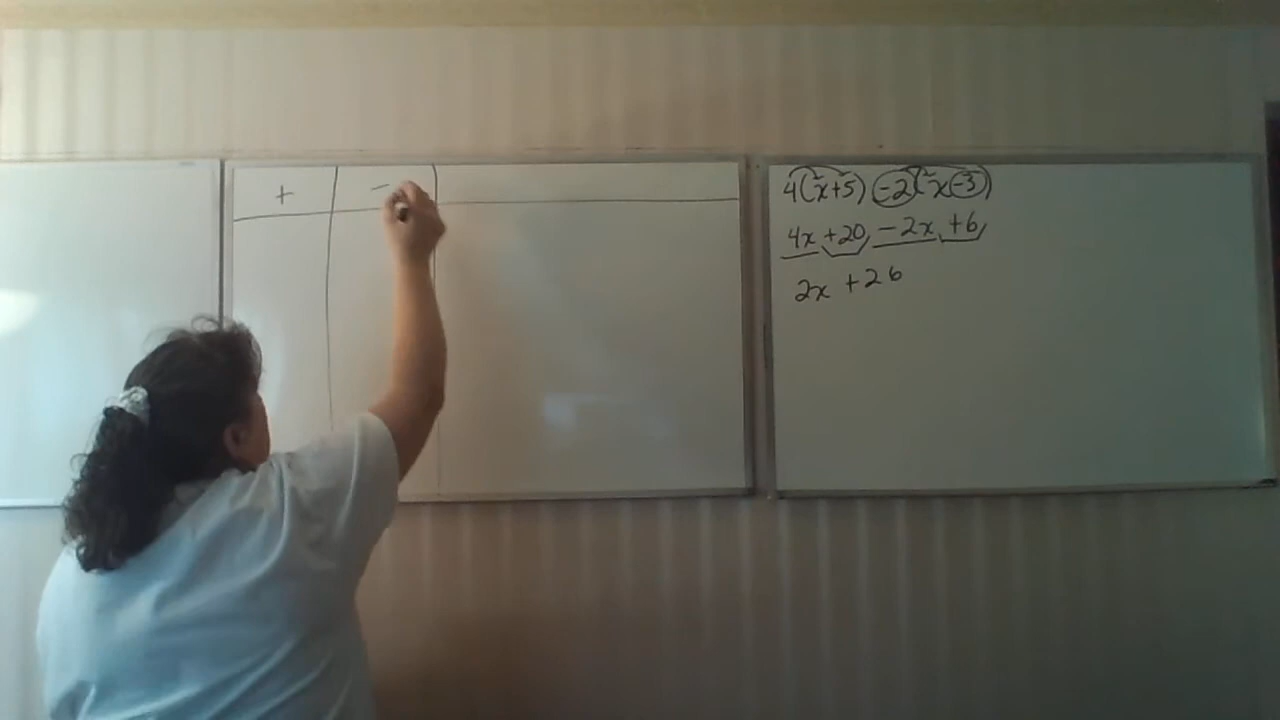 + -
4(x+5) -2(x-3)
4x +20 -2x +6
2x +26